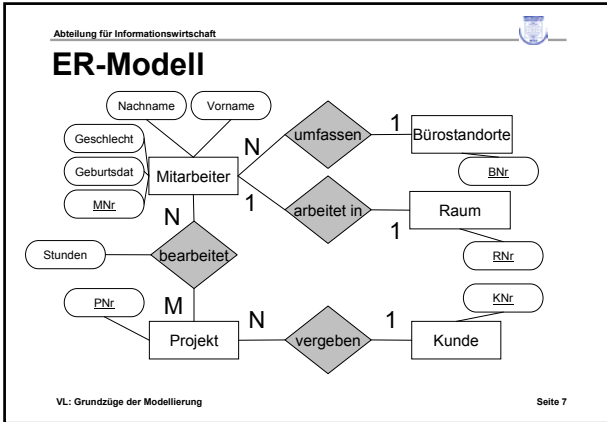 Abteilung für Informationswirtschaft
ER-Modell
Nachname
Vorname
Geschlecht
Geburtsdat
MNr
Mitarbeiter
N
umfassen
1
Bürostandorte
BNr
1
arbeitet in
1
Raum
RNr
N
Stunden
bearbeitet
PNr
M
Projekt
N
vergeben
1
Kunde
KNr
VL: Grundzüge der Modellierung
Seite 7